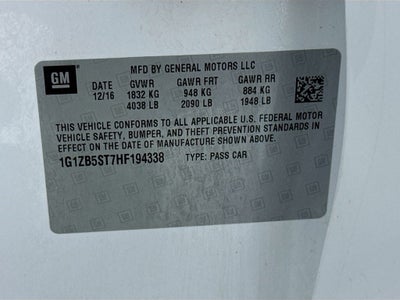 GM
MFD BY GENERAL MOTORS LLC
DATE GVWR GAWR FRT GAWR RR
12/16 1832 KG 948 KG 884 KG
4038 LB 2090 LB 1948 LB
THIS VEHICLE CONFORMS TO ALL APPLICABLE U.S. FEDERAL MOTOR
VEHICLE SAFETY, BUMPER, AND THEFT PREVENTION STANDARDS IN
EFFECT ON THE DATE OF MANUFACTURE SHOWN ABOVE.
1G1ZB5ST7HF194338 TYPE: PASS CAR